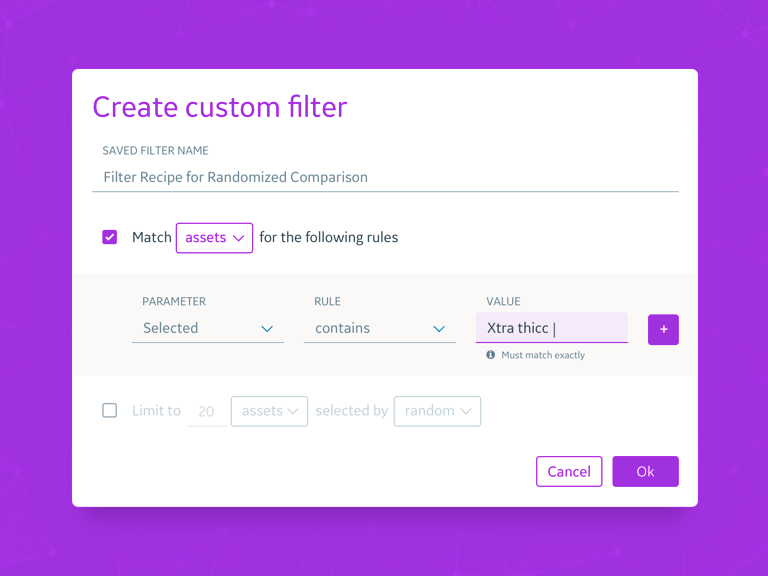 Create custom filter
SAVED FILTER NAME
Filter Recipe for Randomized Comparison
Match assets for the following rules
PARAMETER RULE VALUE
Selected contains Xtra thicc |
+
Must match exactly
Limit to 20 assets selected by random
Cancel Ok